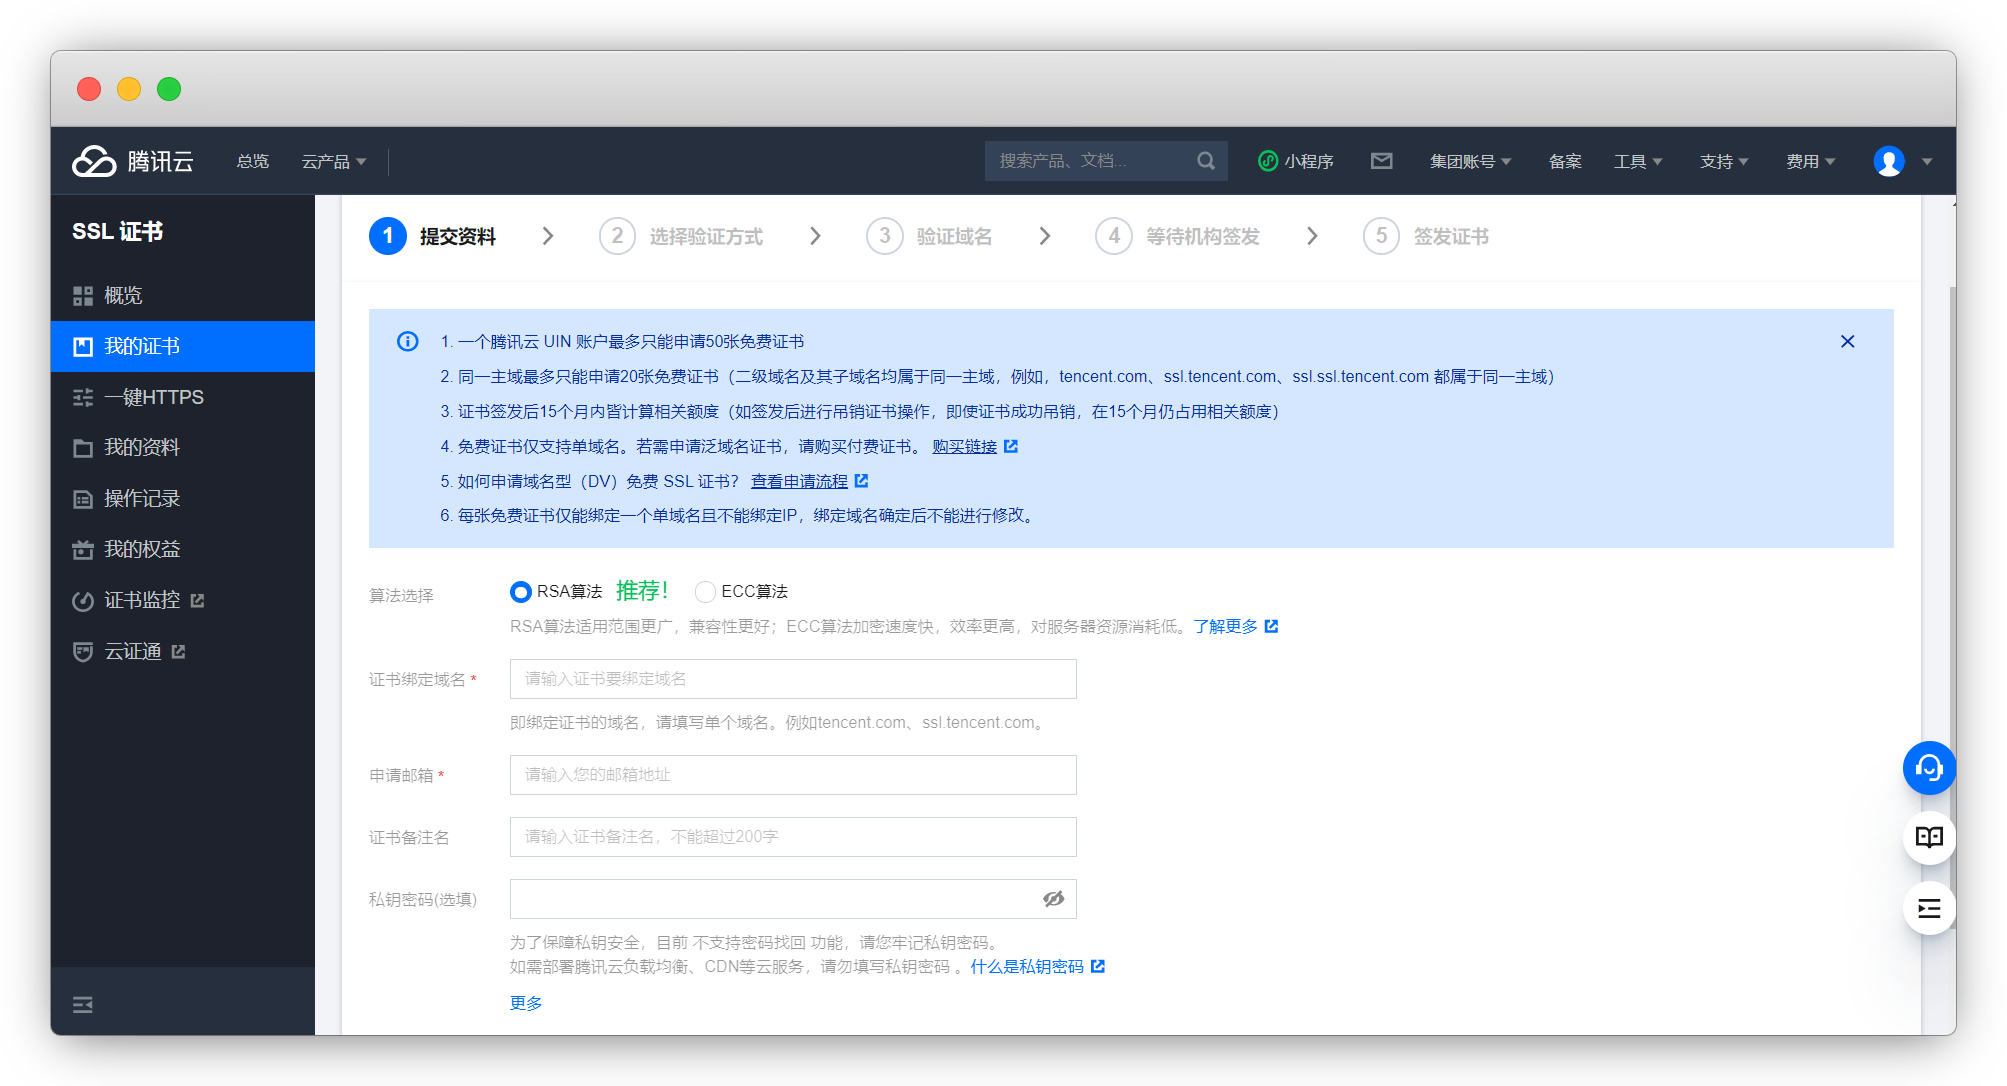 腾讯云 总览 云产品 搜索产品、文档... 小程序 集团账号 备案 工具 支持 费用
SSL 证书
概览
我的证书
一键HTTPS
我的资料
操作记录
我的权益
证书监控
云证通
1 提交资料 2 选择验证方式 3 验证域名 4 等待机构签发 5 签发证书
1. 一个腾讯云 UIN 账户最多只能申请50张免费证书
2. 同一主域最多只能申请20张免费证书（二级域名及其子域名均属于同一主域，例如，tencent.com、ssl.tencent.com、ssl.ssl.tencent.com 都属于同一主域）
3. 证书签发后15个月内皆计算相关额度（如签发后进行吊销证书操作，即使证书成功吊销，在15个月仍占用相关额度）
4. 免费证书仅支持单域名。若需申请泛域名证书，请购买付费证书。 购买链接
5. 如何申请域名型（DV）免费 SSL 证书？ 查看申请流程
6. 每张免费证书仅能绑定一个单域名且不能绑定IP，绑定域名确定后不能进行修改。
算法选择 RSA算法 推荐！ ECC算法
RSA算法适用范围更广，兼容性更好；ECC算法加密速度快，效率更高，对服务器资源消耗低。了解更多
证书绑定域名 * 请输入证书要绑定域名
即绑定证书的域名，请填写单个域名。例如tencent.com、ssl.tencent.com。
申请邮箱 * 请输入您的邮箱地址
证书备注名 请输入证书备注名，不能超过200字
私钥密码(选填)
为了保障私钥安全，目前 不支持密码找回 功能，请您牢记私钥密码。
如需部署腾讯云负载均衡、CDN等云服务，请勿填写私钥密码 。什么是私钥密码
更多